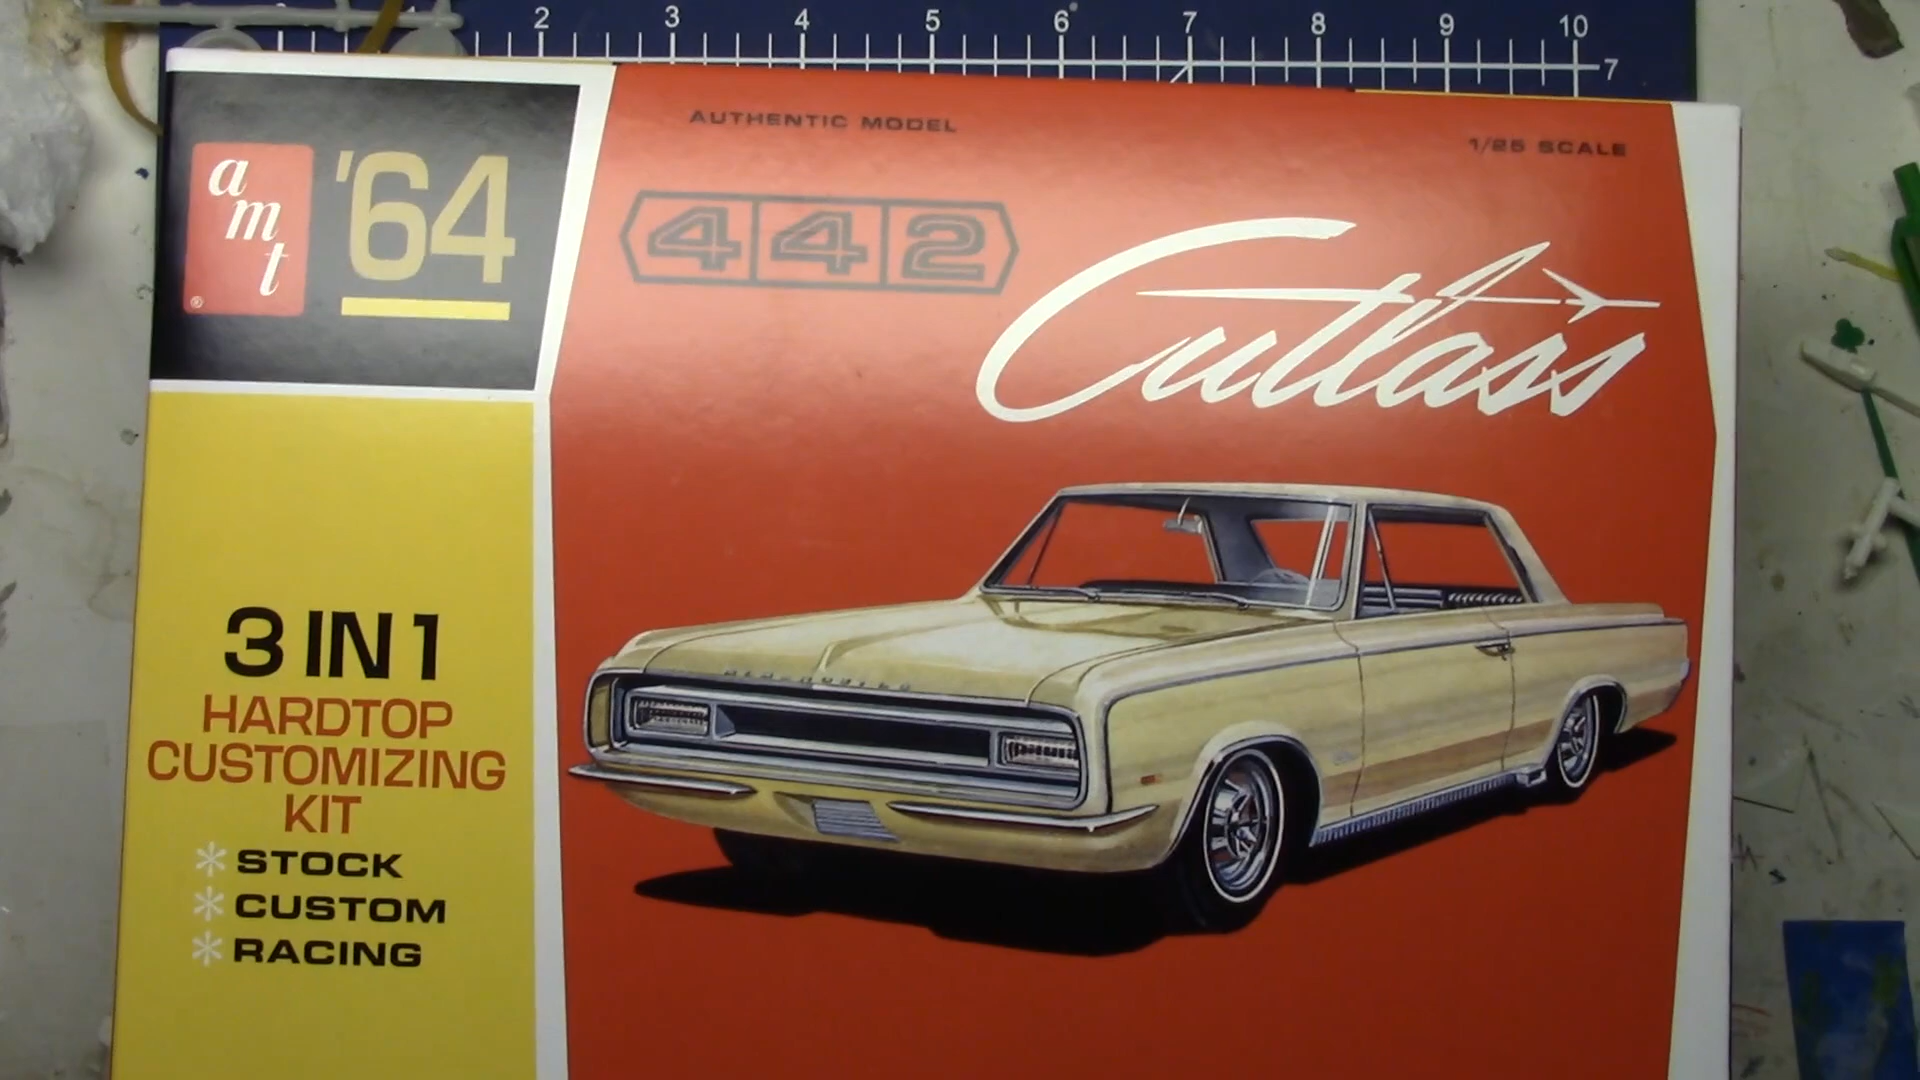 2 3 4 5 6 7 8 9 10
7
a
m
t
®
'64
AUTHENTIC MODEL
1/25 SCALE
442
Cutlass
3 IN 1
HARDTOP
CUSTOMIZING
KIT
STOCK
CUSTOM
RACING